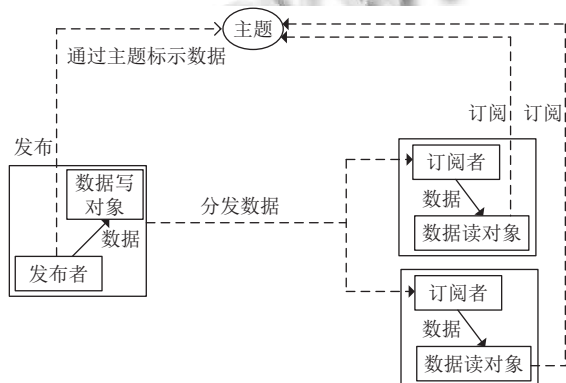 主题
通过主题标示数据
订阅
订阅
发布
数据写
对象
数据
发布者
分发数据
订阅者
数据
数据读对象
订阅者
数据
数据读对象